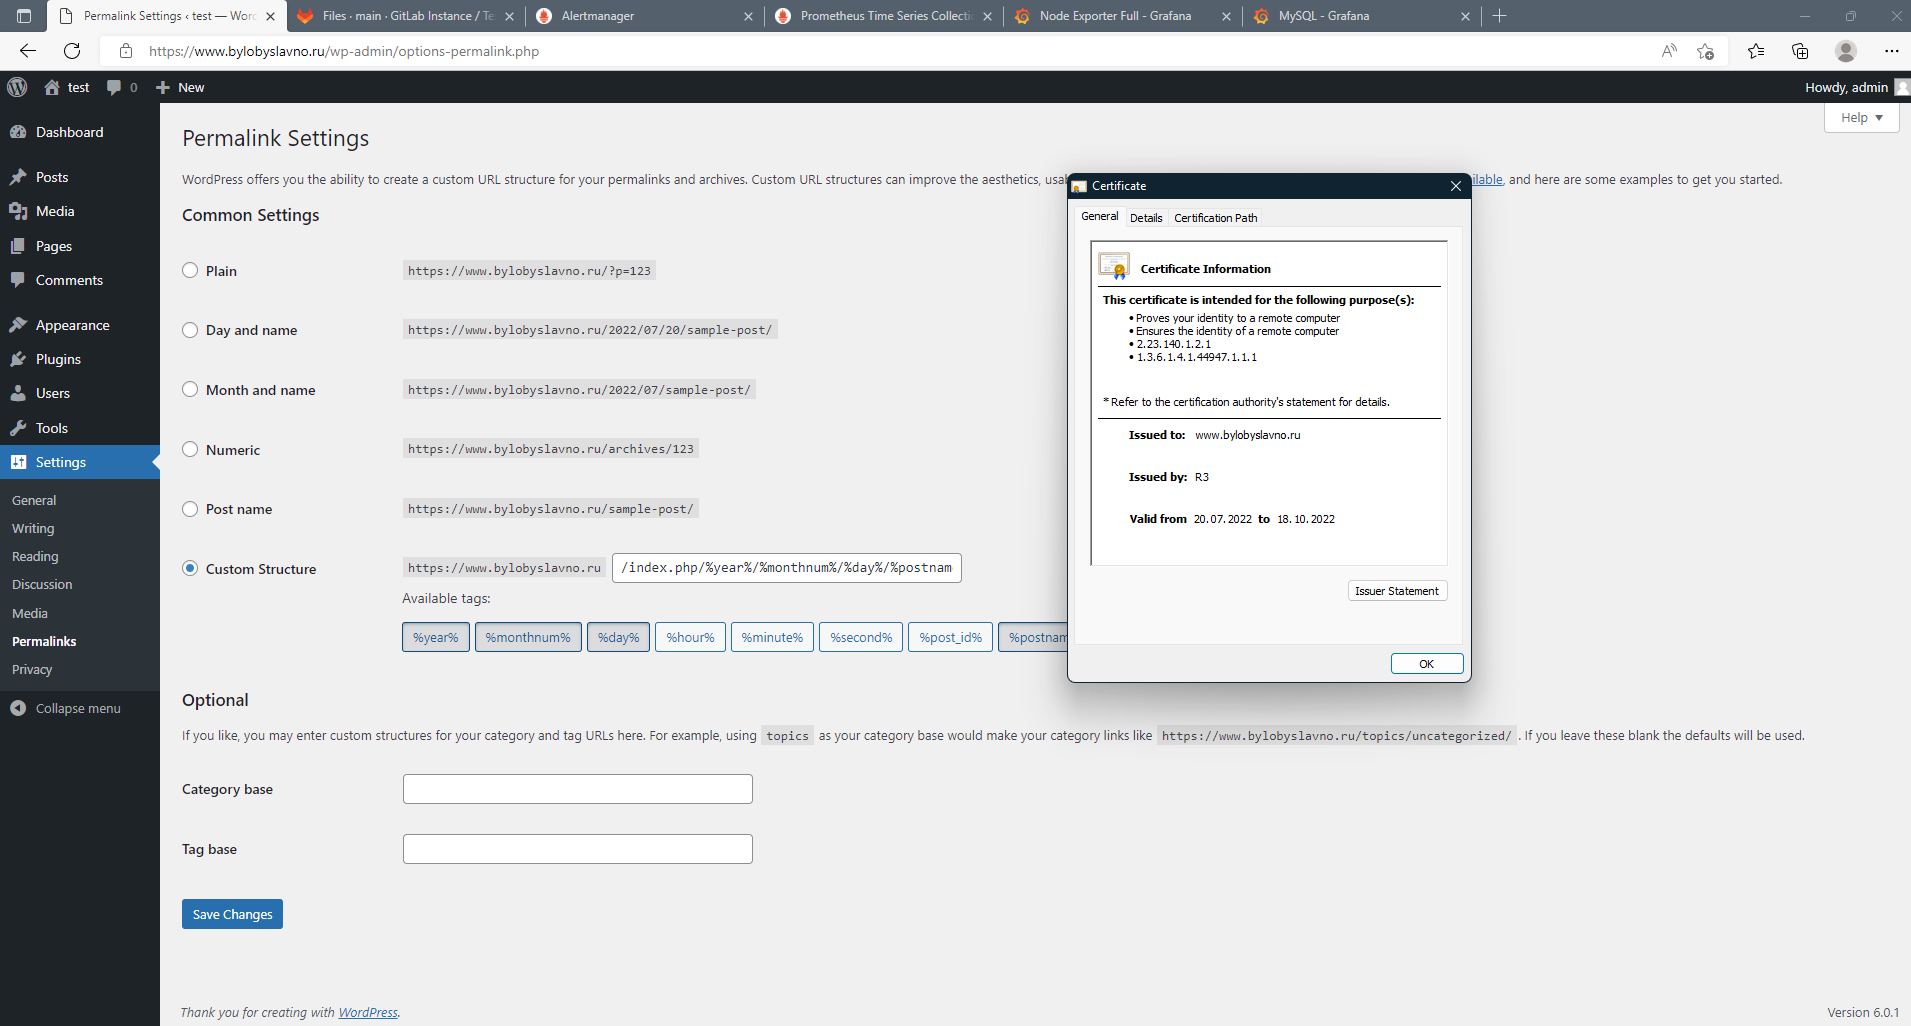 Permalink Settings ‹ test — Word
Files · main · GitLab Instance / Te
Alertmanager
Prometheus Time Series Collecti
Node Exporter Full - Grafana
MySQL - Grafana
https://www.bylobyslavno.ru/wp-admin/options-permalink.php
test 0 New
Howdy, admin
Help
Dashboard
Posts
Media
Pages
Comments
Appearance
Plugins
Users
Tools
Settings
General
Writing
Reading
Discussion
Media
Permalinks
Privacy
Collapse menu
Permalink Settings
WordPress offers you the ability to create a custom URL structure for your permalinks and archives. Custom URL structures can improve the aesthetics, usa ilable, and here are some examples to get you started.
Common Settings
Plain https://www.bylobyslavno.ru/?p=123
Day and name https://www.bylobyslavno.ru/2022/07/20/sample-post/
Month and name https://www.bylobyslavno.ru/2022/07/sample-post/
Numeric https://www.bylobyslavno.ru/archives/123
Post name https://www.bylobyslavno.ru/sample-post/
Custom Structure https://www.bylobyslavno.ru /index.php/%year%/%monthnum%/%day%/%postnam
Available tags:
%year% %monthnum% %day% %hour% %minute% %second% %post_id% %postnam
Optional
If you like, you may enter custom structures for your category and tag URLs here. For example, using topics as your category base would make your category links like https://www.bylobyslavno.ru/topics/uncategorized/ . If you leave these blank the defaults will be used.
Category base
Tag base
Save Changes
Thank you for creating with WordPress.
Version 6.0.1
Certificate
General Details Certification Path
Certificate Information
This certificate is intended for the following purpose(s):
• Proves your identity to a remote computer
• Ensures the identity of a remote computer
• 2.23.140.1.2.1
• 1.3.6.1.4.1.44947.1.1.1
* Refer to the certification authority's statement for details.
Issued to: www.bylobyslavno.ru
Issued by: R3
Valid from 20.07.2022 to 18.10.2022
Issuer Statement
OK